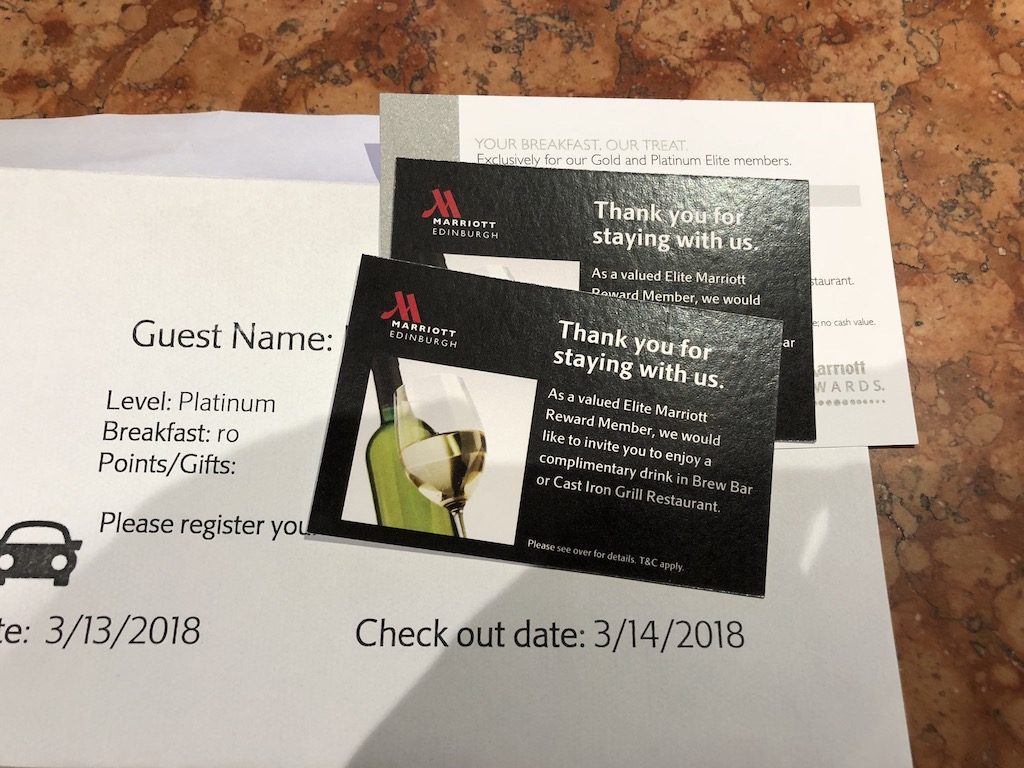 YOUR BREAKFAST. OUR TREAT.
Exclusively for our Gold and Platinum Elite members.
MARRIOTT
EDINBURGH
Thank you for
staying with us.
As a valued Elite Marriott
Reward Member, we would
ar
staurant.
e; no cash value.
arriott
WARDS.
MARRIOTT
EDINBURGH
Thank you for
staying with us.
As a valued Elite Marriott
Reward Member, we would
like to invite you to enjoy a
complimentary drink in Brew Bar
or Cast Iron Grill Restaurant.
Please see over for details. T&C apply.
Guest Name:
Level: Platinum
Breakfast: ro
Points/Gifts:
Please register you
te: 3/13/2018
Check out date: 3/14/2018